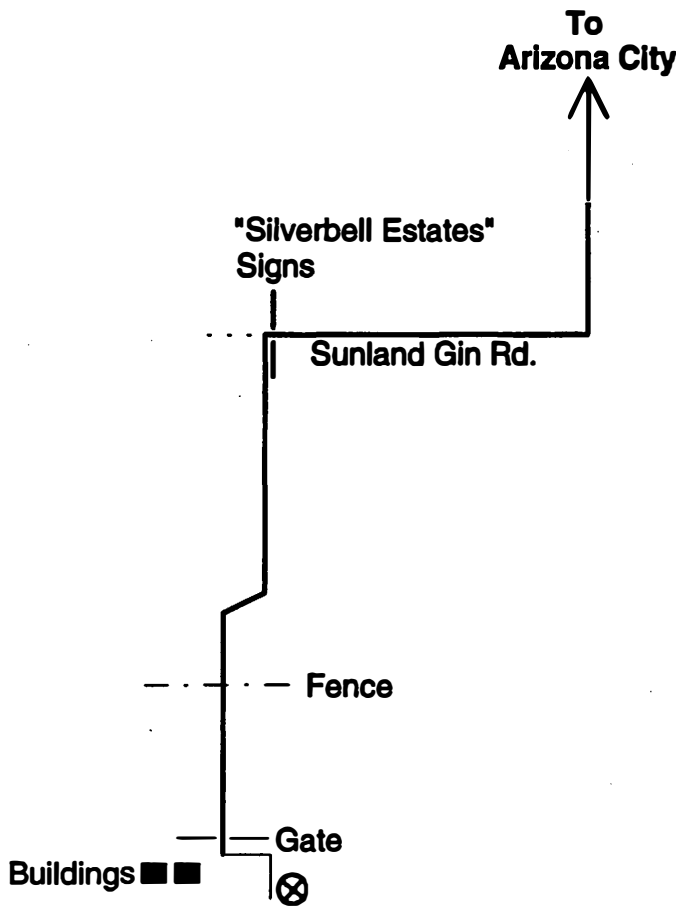 To
Arizona City
"Silverbell Estates"
Signs
Sunland Gin Rd.
Fence
Gate
Buildings